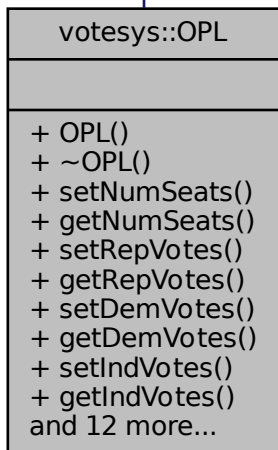 votesys::OPL
+ OPL()
+ ~OPL()
+ setNumSeats()
+ getNumSeats()
+ setRepVotes()
+ getRepVotes()
+ setDemVotes()
+ getDemVotes()
+ setIndVotes()
+ getIndVotes()
and 12 more...